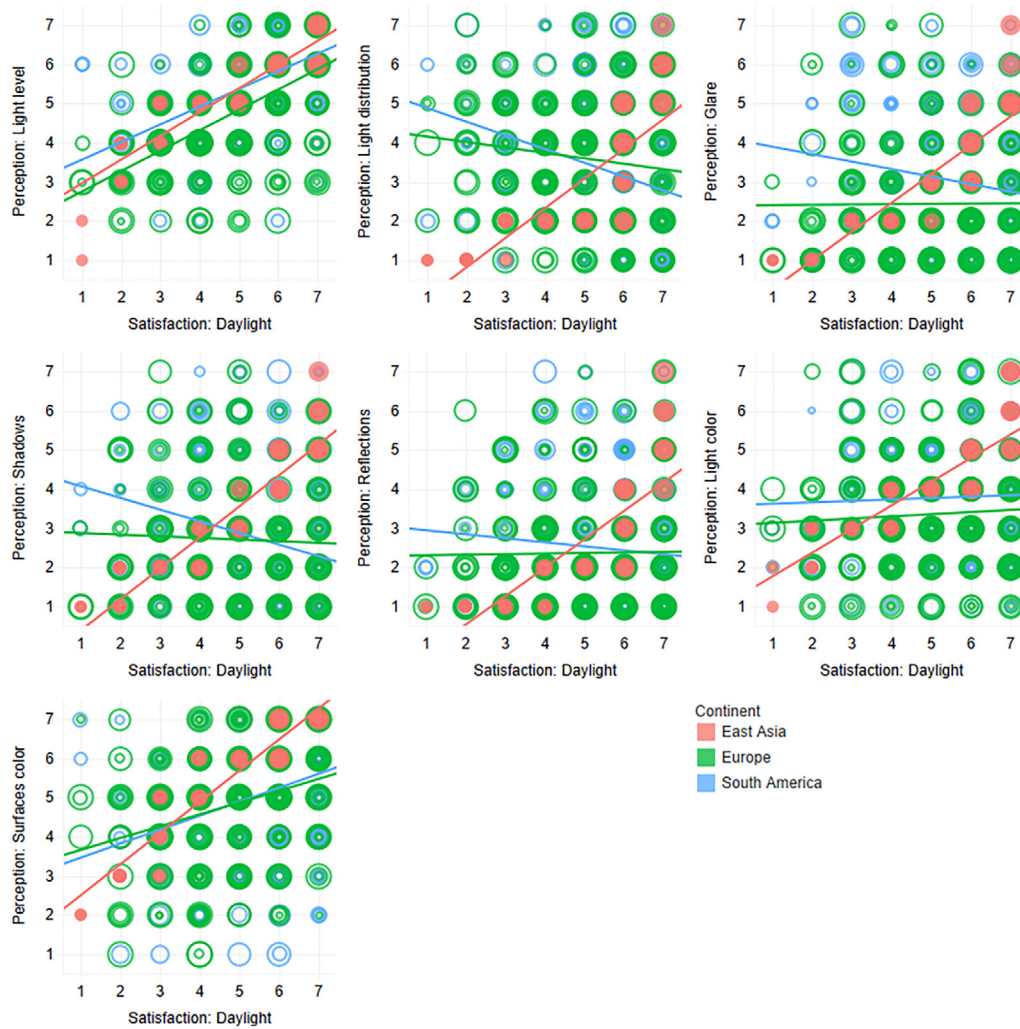 Perception: Light level
7
6
5
4
3
2
1
1 2 3 4 5 6 7
Satisfaction: Daylight
Perception: Light distribution
7
6
5
4
3
2
1
1 2 3 4 5 6 7
Satisfaction: Daylight
Perception: Glare
7
6
5
4
3
2
1
1 2 3 4 5 6 7
Satisfaction: Daylight
Perception: Shadows
7
6
5
4
3
2
1
1 2 3 4 5 6 7
Satisfaction: Daylight
Perception: Reflections
7
6
5
4
3
2
1
1 2 3 4 5 6 7
Satisfaction: Daylight
Perception: Light color
7
6
5
4
3
2
1
1 2 3 4 5 6 7
Satisfaction: Daylight
Perception: Surfaces color
7
6
5
4
3
2
1
1 2 3 4 5 6 7
Satisfaction: Daylight
Continent
East Asia
Europe
South America